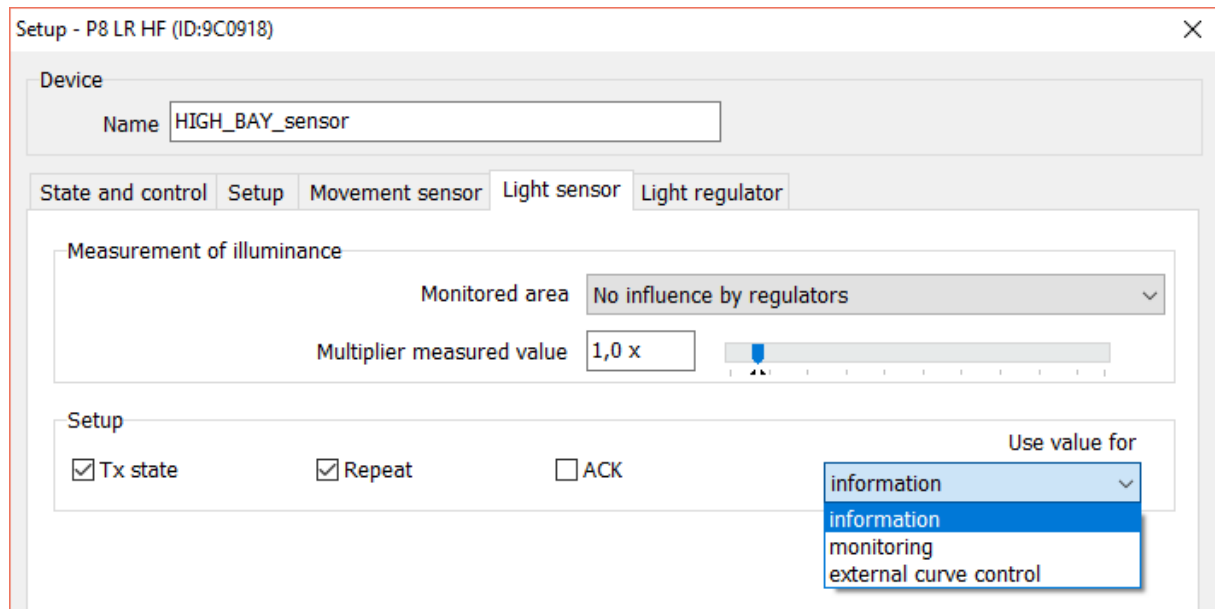 Setup - P8 LR HF (ID:9C0918)
Device
Name HIGH_BAY_sensor
State and control Setup Movement sensor Light sensor Light regulator
Measurement of illuminance
Monitored area No influence by regulators
Multiplier measured value 1,0 x
Setup
Use value for
Tx state Repeat ACK information
information
monitoring
external curve control